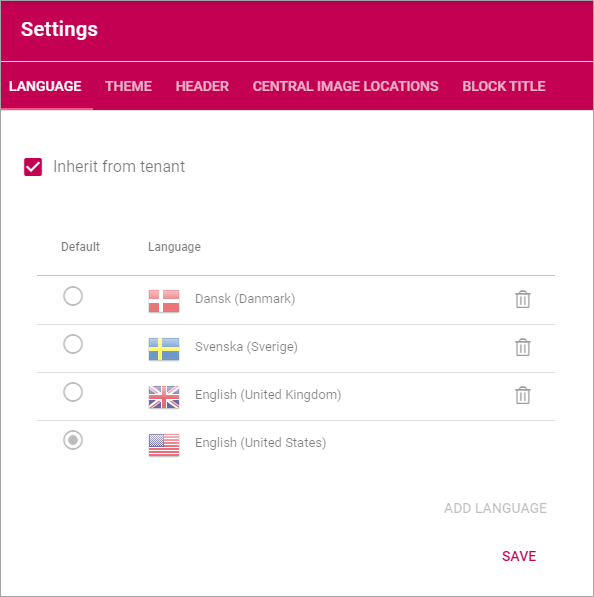 Settings
LANGUAGE THEME HEADER CENTRAL IMAGE LOCATIONS BLOCK TITLE
Inherit from tenant
Default Language
Dansk (Danmark)
Svenska (Sverige)
English (United Kingdom)
English (United States)
ADD LANGUAGE
SAVE